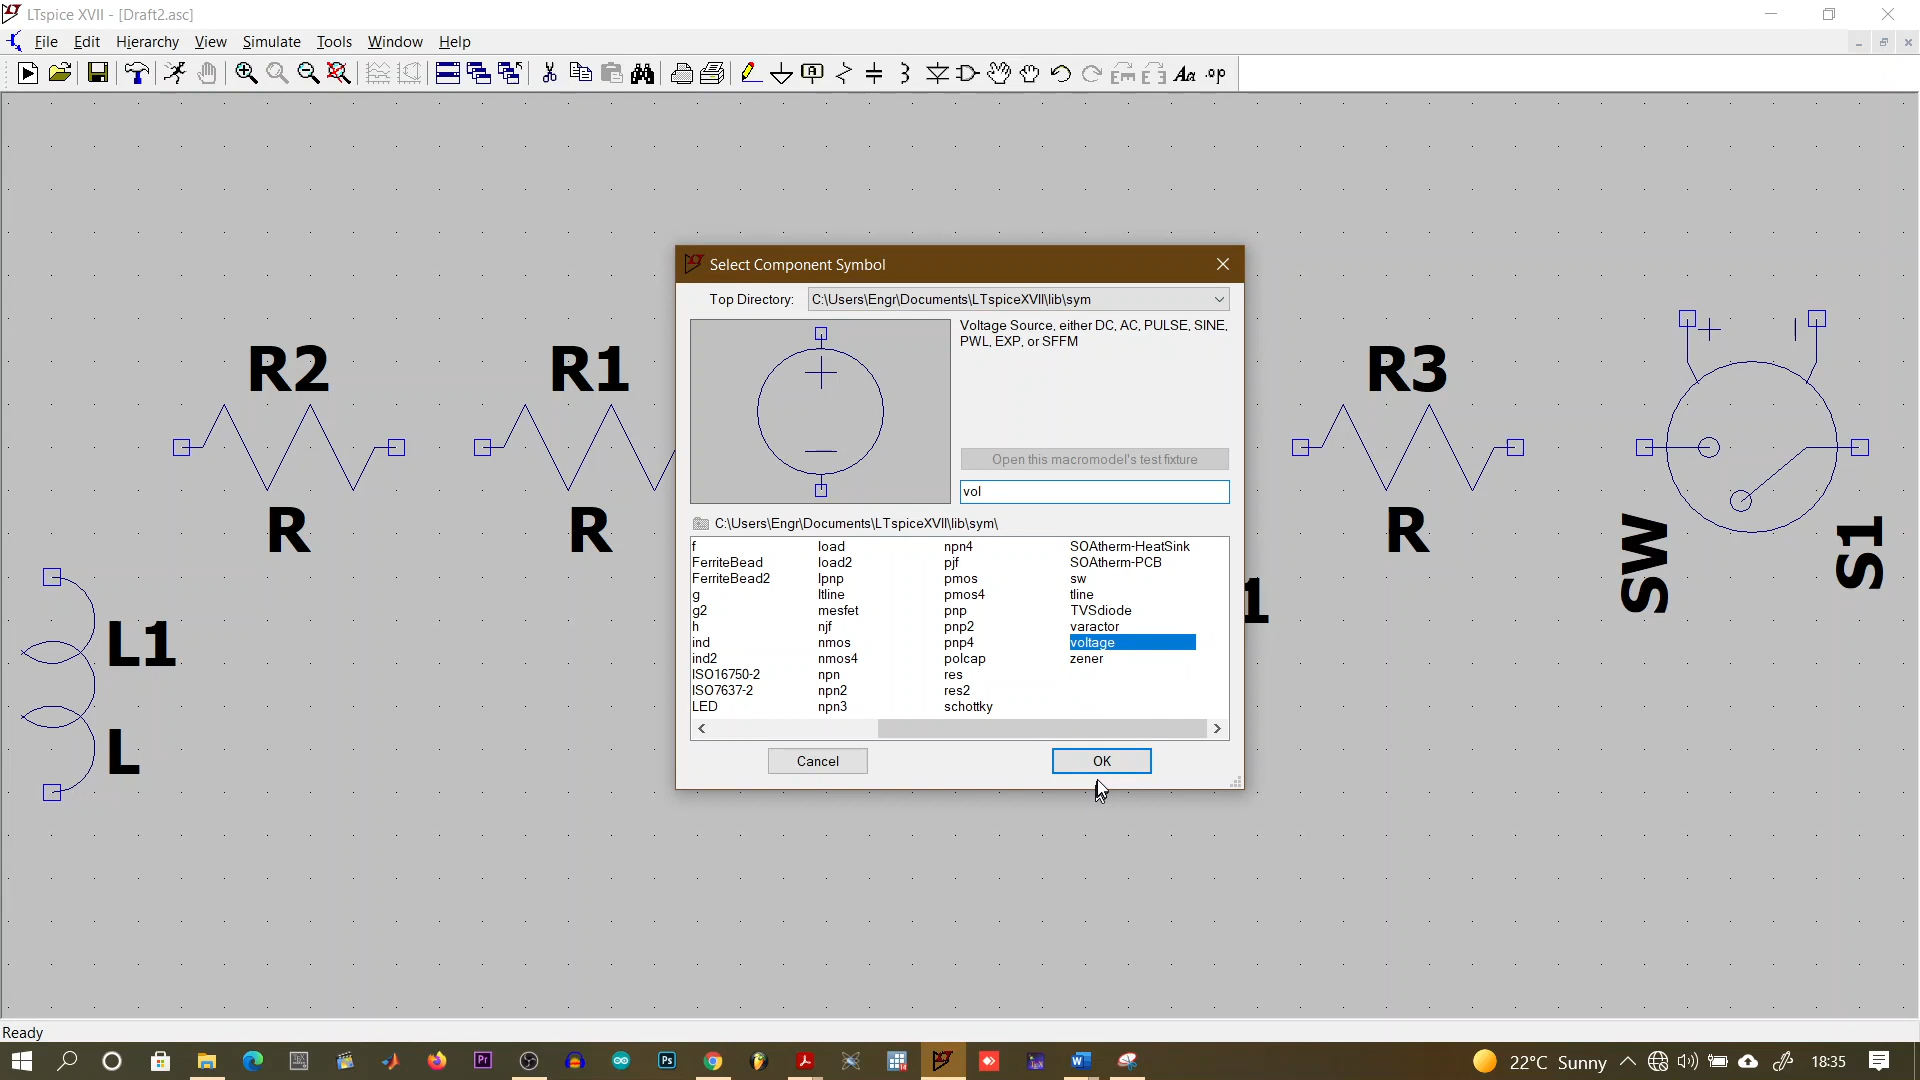 LTspice XVII - [Draft2.asc]
File Edit Hierarchy View Simulate Tools Window Help
Select Component Symbol
Top Directory: C:\Users\Engr\Documents\LTspiceXVII\lib\sym
Voltage Source, either DC, AC, PULSE, SINE,
PWL, EXP, or SFFM
Open this macromodel's test fixture
vol
C:\Users\Engr\Documents\LTspiceXVII\lib\sym\
f load npn4 SOAtherm-HeatSink
FerriteBead load2 pjf SOAtherm-PCB
FerriteBead2 lpnp pmos sw
g ltline pmos4 tline
g2 mesfet pnp TVSdiode
h njf pnp2 varactor
ind nmos pnp4 voltage
ind2 nmos4 polcap zener
ISO16750-2 npn res
ISO7637-2 npn2 res2
LED npn3 schottky
Cancel OK
R2 R1 R3
R R R
SW S1
L1
L
1
Ready
22°C Sunny 18:35